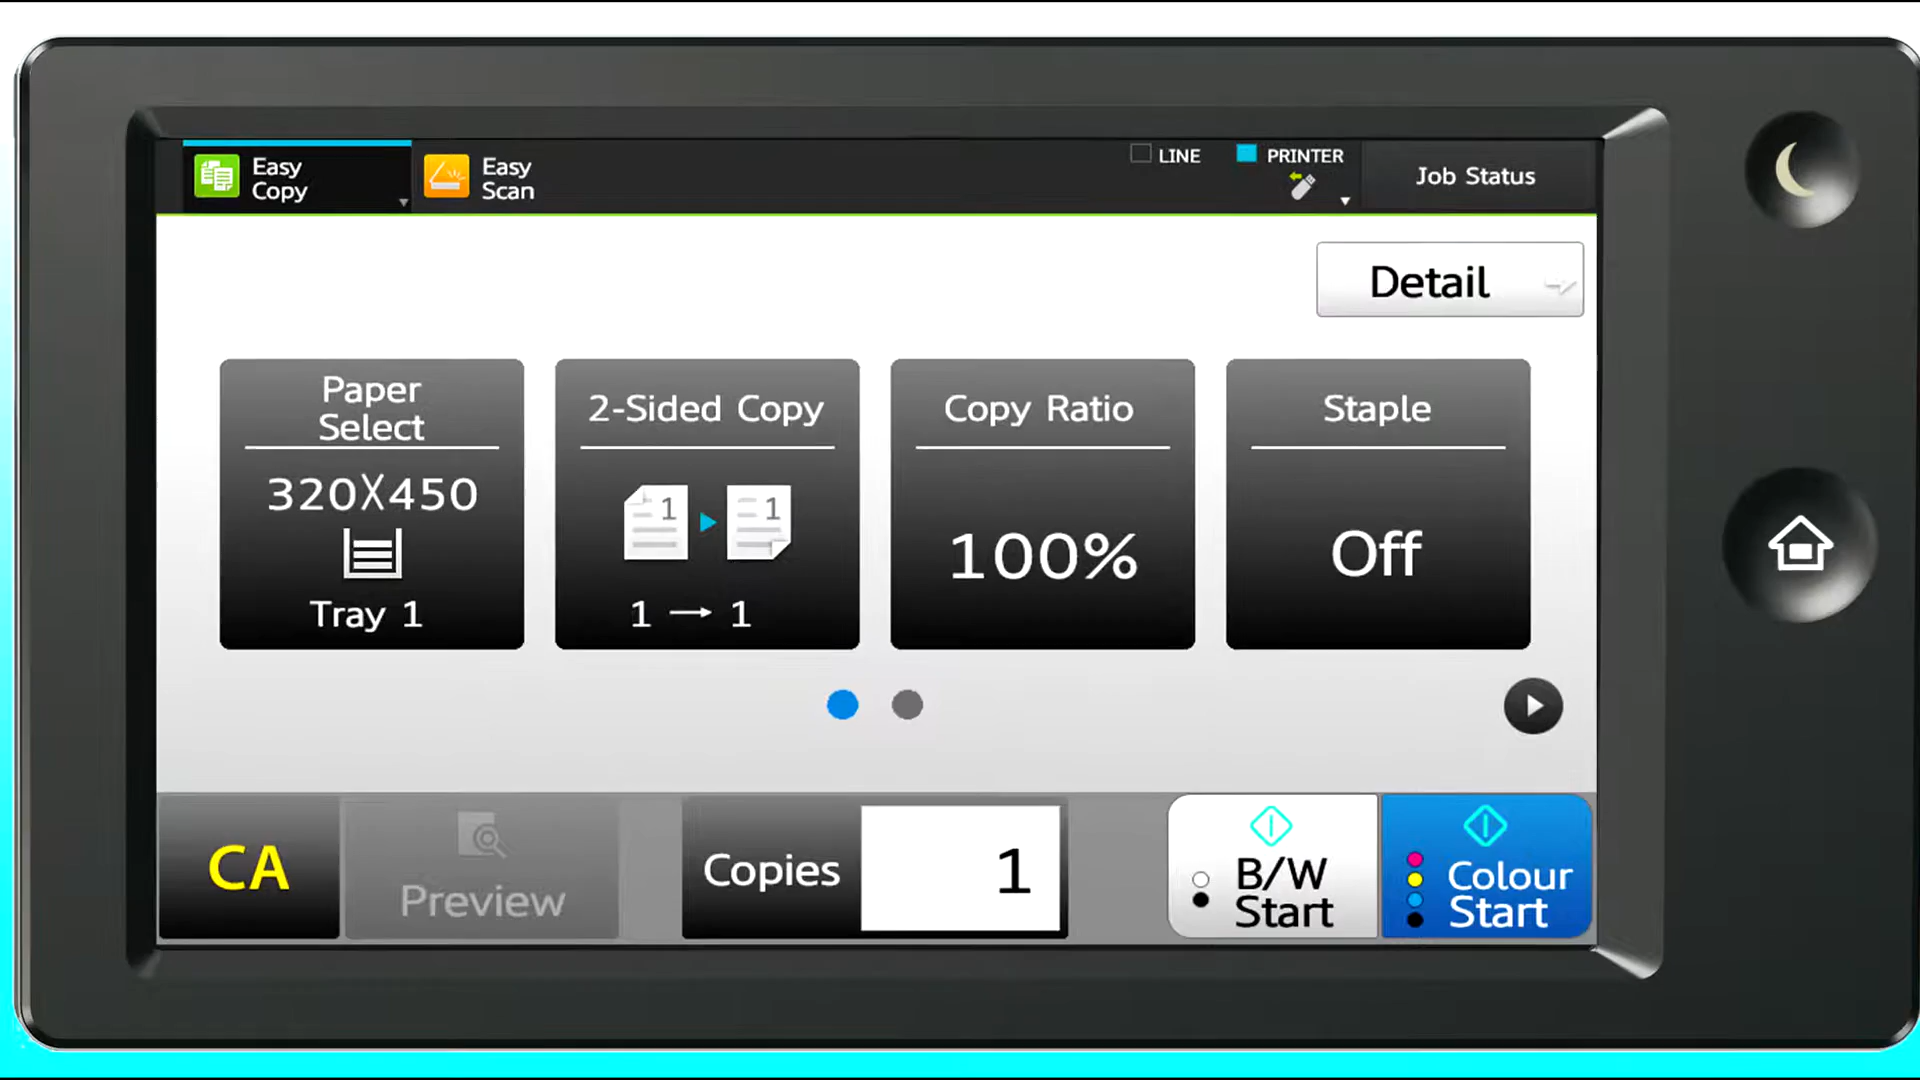 Easy
Copy
Easy
Scan
LINE
PRINTER
Job Status
Detail
Paper
Select
320X450
Tray 1
2-Sided Copy
1
1
1 → 1
Copy Ratio
100%
Staple
Off
CA
Preview
Copies
1
B/W
Start
Colour
Start